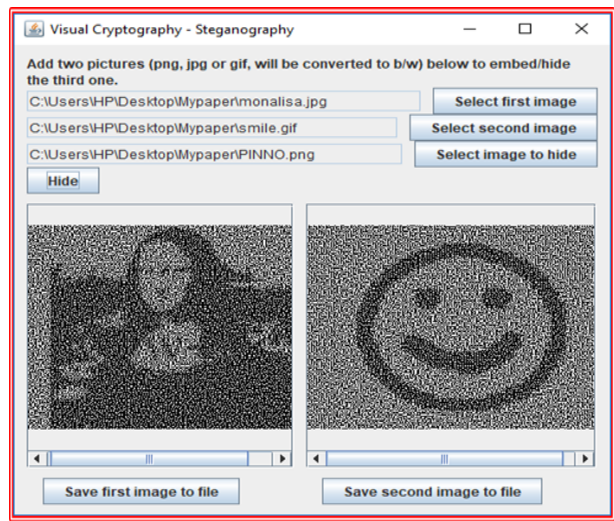 Visual Cryptography - Steganography
Add two pictures (png, jpg or gif, will be converted to b/w) below to embed/hide
the third one.
C:\Users\HP\Desktop\Mypaper\monalisa.jpg Select first image
C:\Users\HP\Desktop\Mypaper\smile.gif Select second image
C:\Users\HP\Desktop\Mypaper\PINNO.png Select image to hide
Hide
Save first image to file Save second image to file